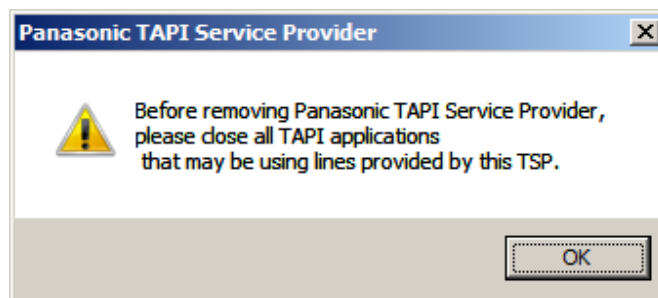 Panasonic TAPI Service Provider
Before removing Panasonic TAPI Service Provider,
please close all TAPI applications
that may be using lines provided by this TSP.
OK